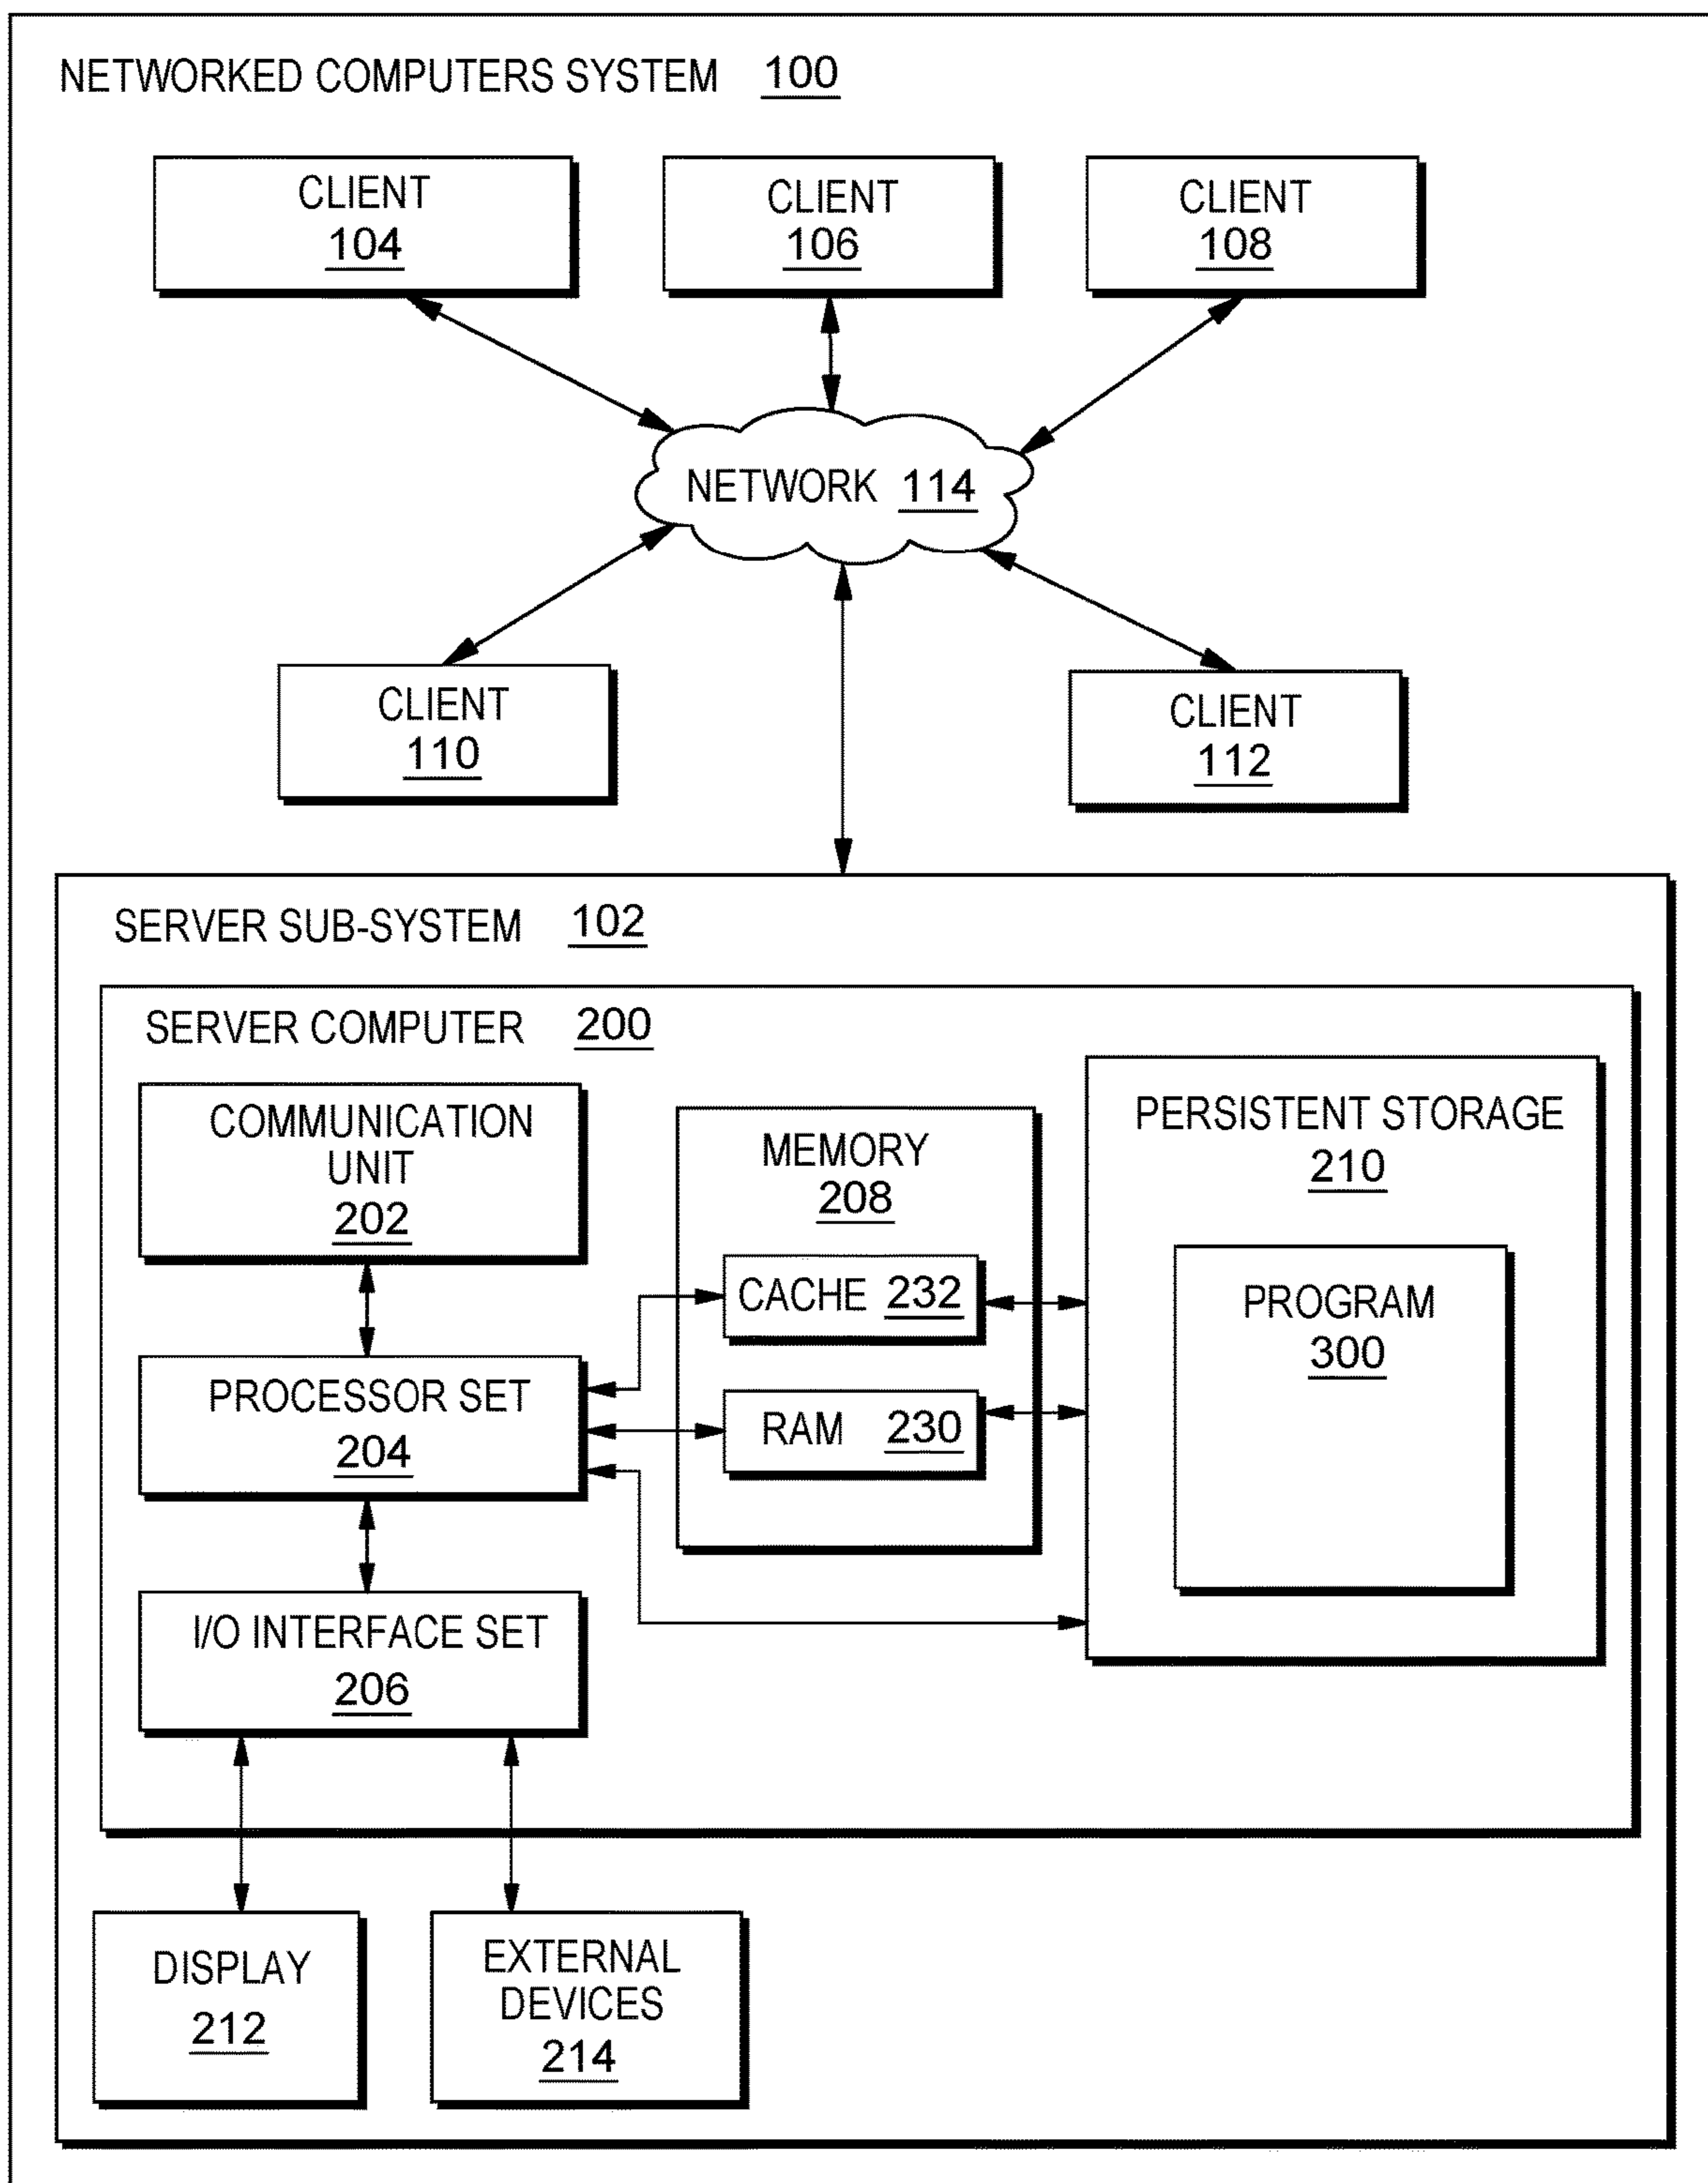 NETWORKED COMPUTERS SYSTEM 100
CLIENT
104
CLIENT
106
CLIENT
108
NETWORK 114
CLIENT
110
CLIENT
112
SERVER SUB-SYSTEM 102
SERVER COMPUTER 200
COMMUNICATION
UNIT
202
MEMORY
208
PERSISTENT STORAGE
210
CACHE 232
PROGRAM
300
PROCESSOR SET
204
RAM 230
I/O INTERFACE SET
206
DISPLAY
212
EXTERNAL
DEVICES
214